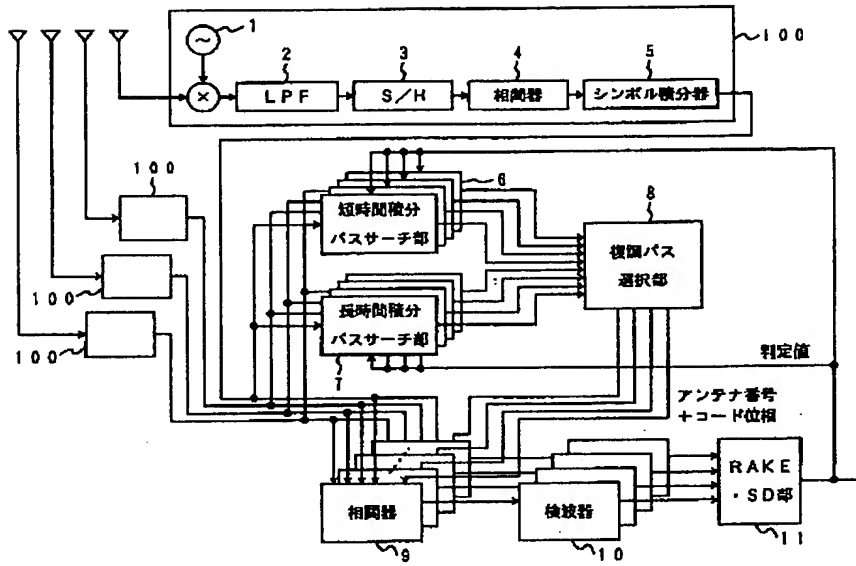 1
100
2
3
4
5
~
×
LPF
S/H
相関器
シンボル積分器
100
6
8
短時間積分
パスサーチ部
復調パス
選択部
100
100
長時間積分
パスサーチ部
7
判定値
アンテナ番号
+コード位相
RAKE
・SD部
相関器
検波器
9
10
11